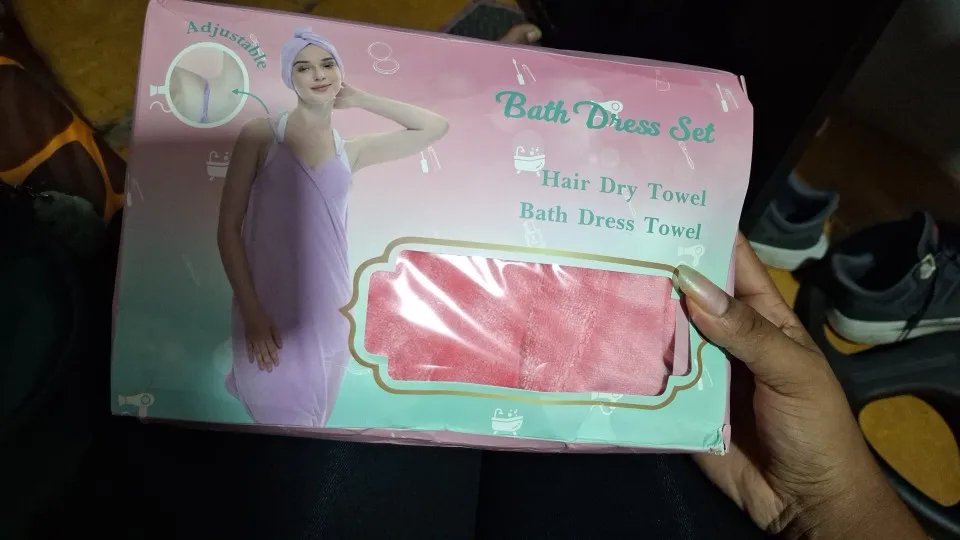 Adjustable
Bath Dress Set
Hair Dry Towel
Bath Dress Towel